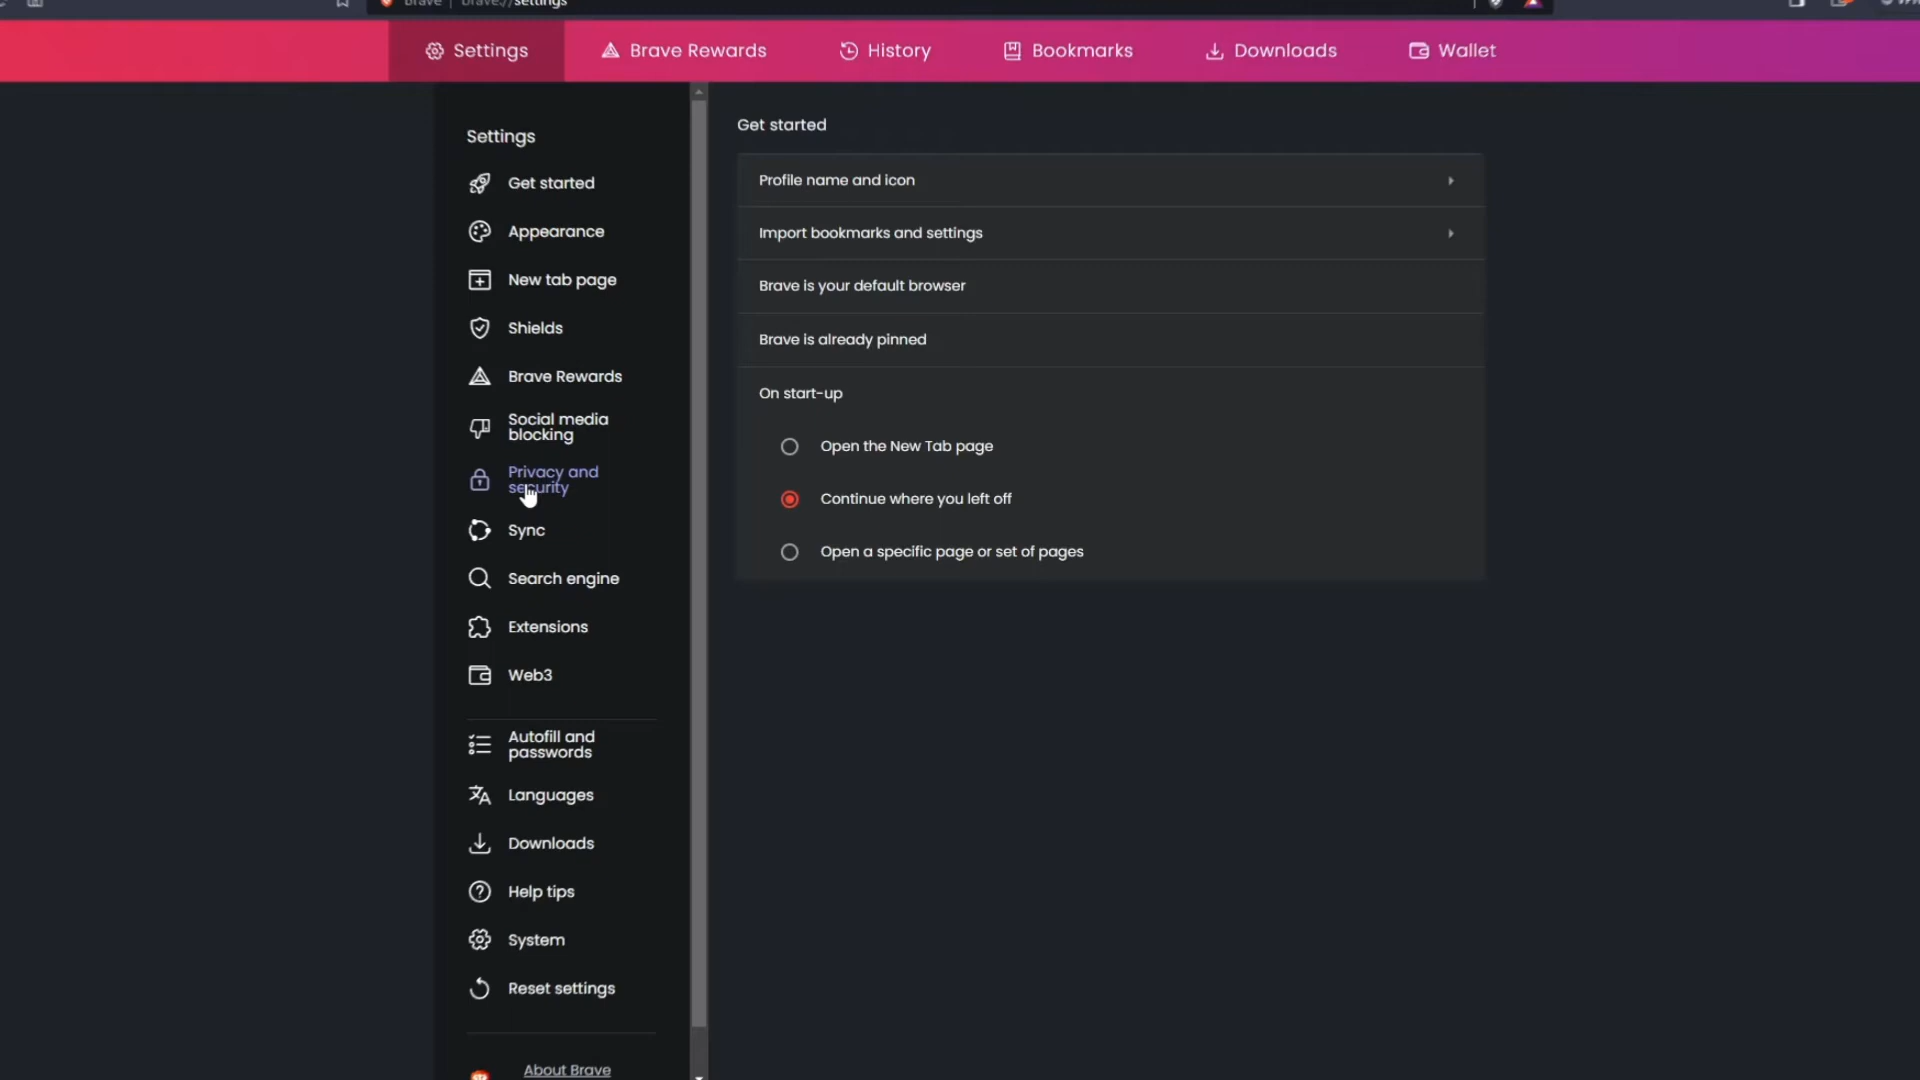 Brave | brave://settings
Settings
Brave Rewards
History
Bookmarks
Downloads
Wallet
Settings
Get started
Appearance
New tab page
Shields
Brave Rewards
Social media
blocking
Privacy and
security
Sync
Search engine
Extensions
Web3
Autofill and
passwords
Languages
Downloads
Help tips
System
Reset settings
About Brave
Get started
Profile name and icon
Import bookmarks and settings
Brave is your default browser
Brave is already pinned
On start-up
Open the New Tab page
Continue where you left off
Open a specific page or set of pages